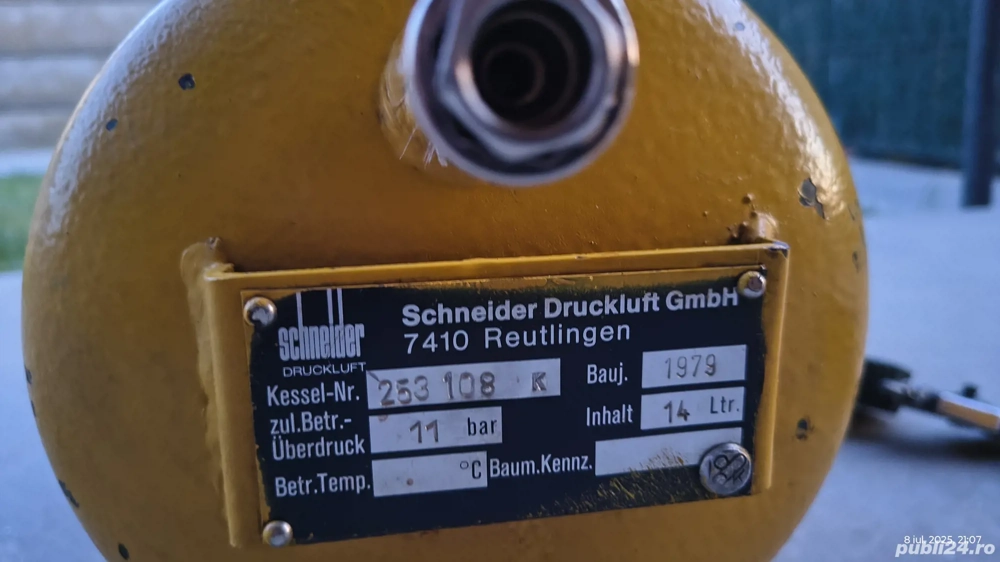 schneider
DRUCKLUFT
Schneider Druckluft GmbH
7410 Reutlingen
Kessel-Nr. 253 108 K
Bauj. 1979
zul.Betr.-
Überdruck 11 bar
Inhalt 14 Ltr.
Betr.Temp. °C
Baum.Kennz.
8 iul. 2025, 21:07
publi24.ro